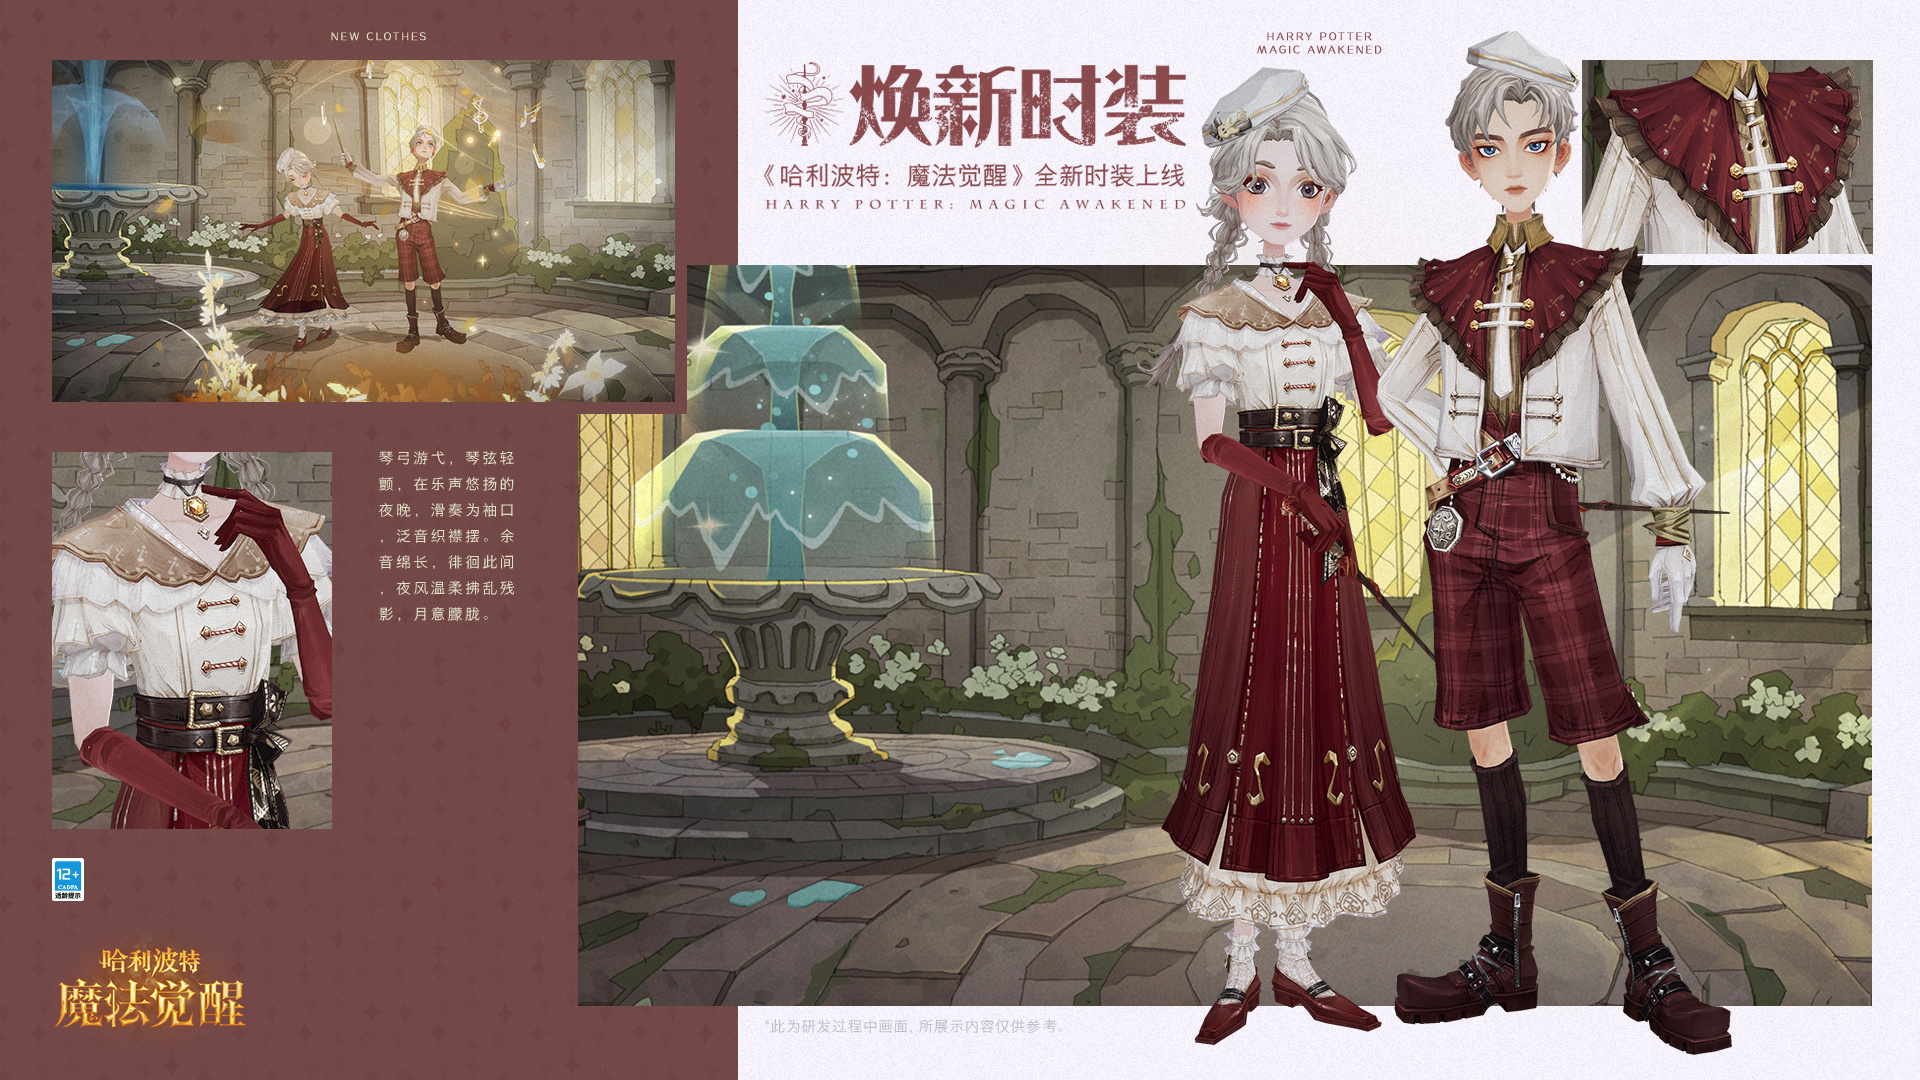 NEW CLOTHES
HARRY POTTER
MAGIC AWAKENED
焕新时装
《哈利波特：魔法觉醒》全新时装上线
HARRY POTTER: MAGIC AWAKENED
琴弓游弋，琴弦轻
颤，在乐声悠扬的
夜晚，滑奏为袖口
，泛音织襟摆。余
音绵长，徘徊此间
，夜风温柔拂乱残
影，月意朦胧。
12+
CADPA
适龄提示
哈利波特
魔法觉醒
*此为研发过程中画面，所展示内容仅供参考。